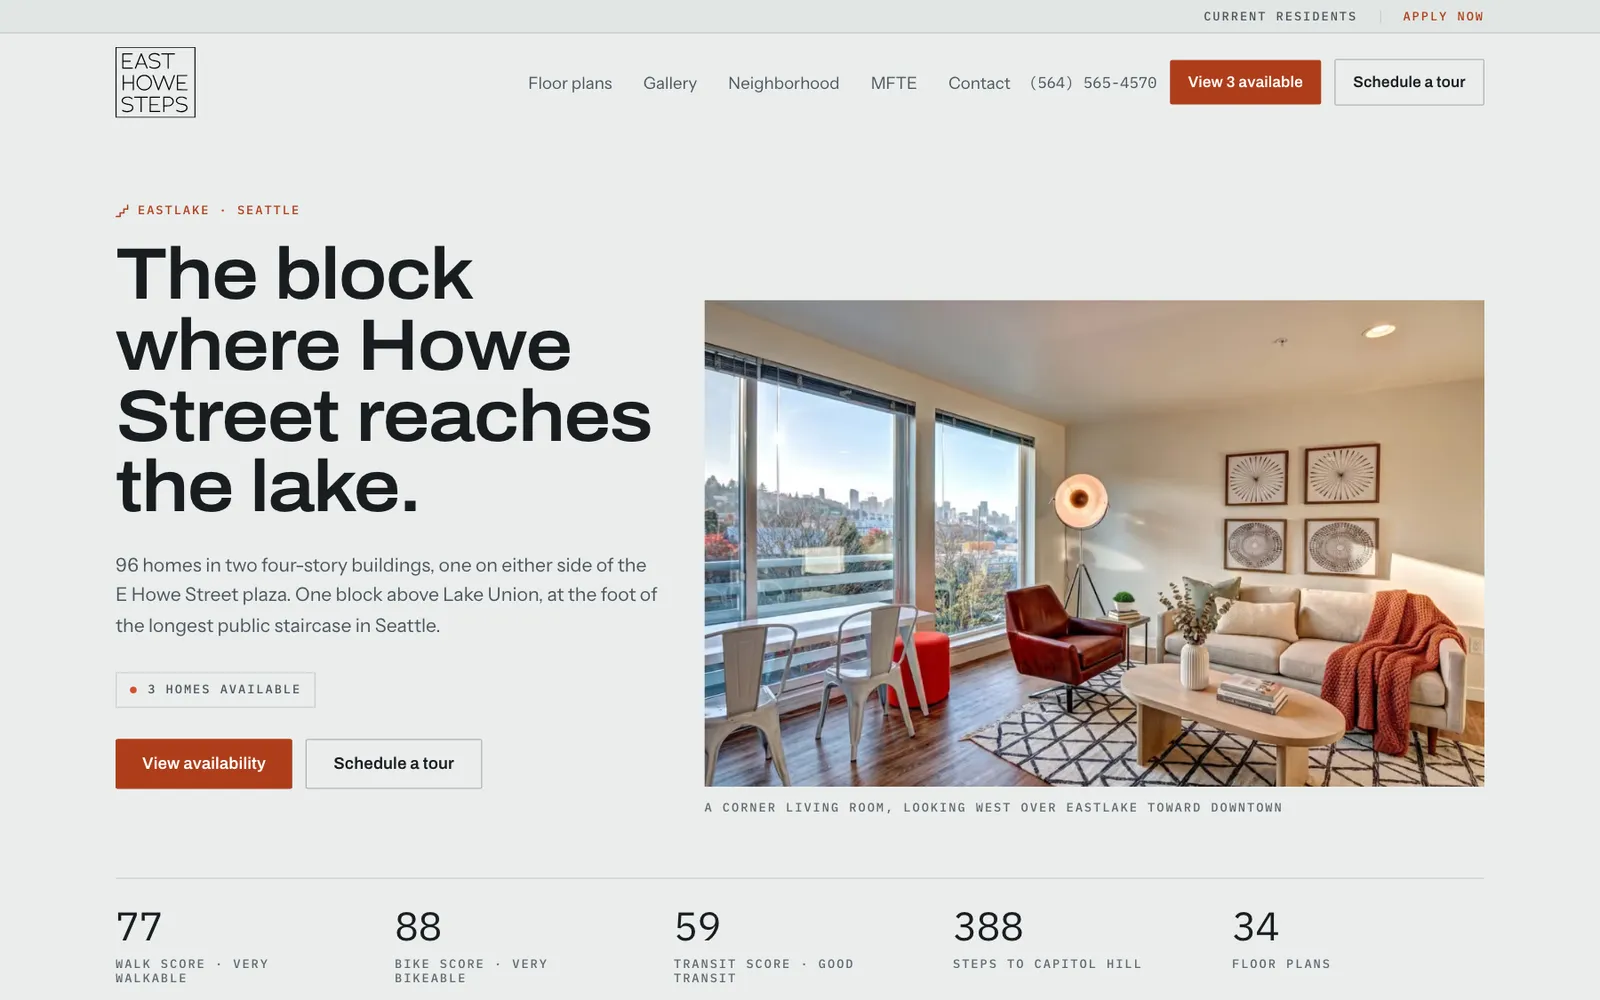 CURRENT RESIDENTS
APPLY NOW
EAST
HOWE
STEPS
Floor plans
Gallery
Neighborhood
MFTE
Contact
(564) 565-4570
View 3 available
Schedule a tour
EASTLAKE · SEATTLE
The block
where Howe
Street reaches
the lake.
96 homes in two four-story buildings, one on either side of the
E Howe Street plaza. One block above Lake Union, at the foot of
the longest public staircase in Seattle.
3 HOMES AVAILABLE
View availability
Schedule a tour
A CORNER LIVING ROOM, LOOKING WEST OVER EASTLAKE TOWARD DOWNTOWN
77
WALK SCORE · VERY
WALKABLE
88
BIKE SCORE · VERY
BIKEABLE
59
TRANSIT SCORE · GOOD
TRANSIT
388
STEPS TO CAPITOL HILL
34
FLOOR PLANS